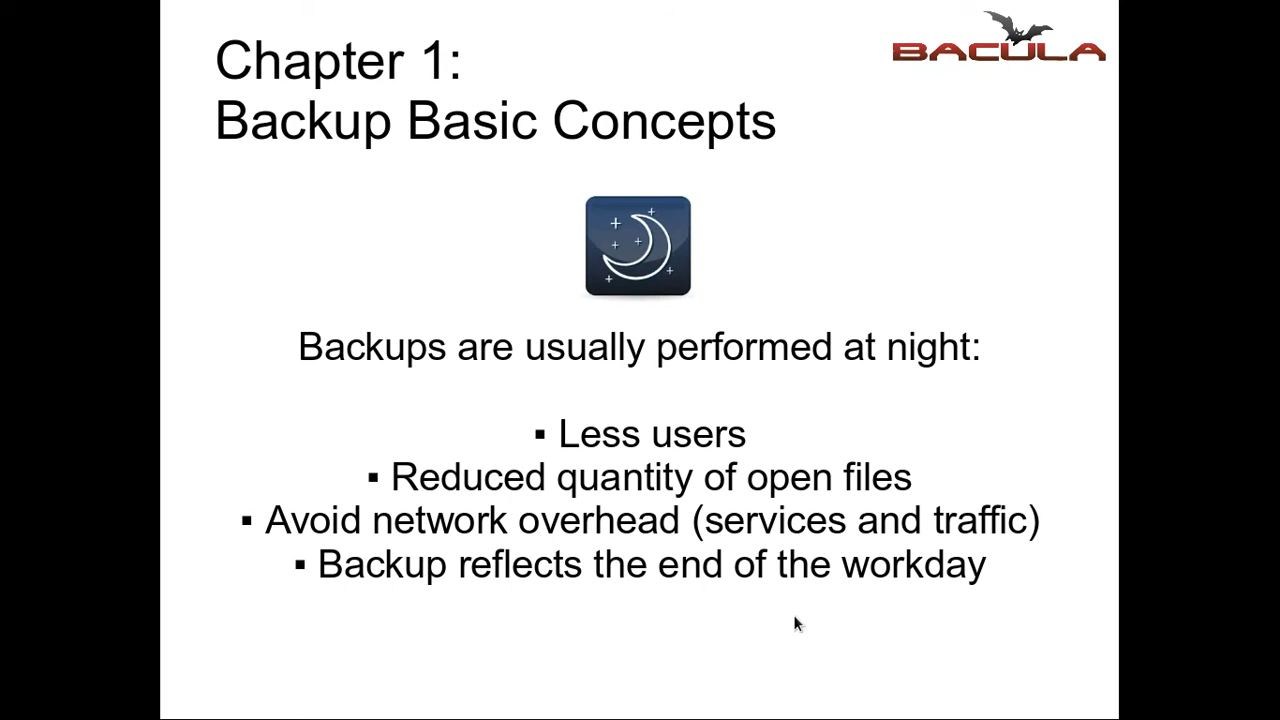 BACULA
Chapter 1:
Backup Basic Concepts
Backups are usually performed at night:
▪ Less users
▪ Reduced quantity of open files
▪ Avoid network overhead (services and traffic)
▪ Backup reflects the end of the workday